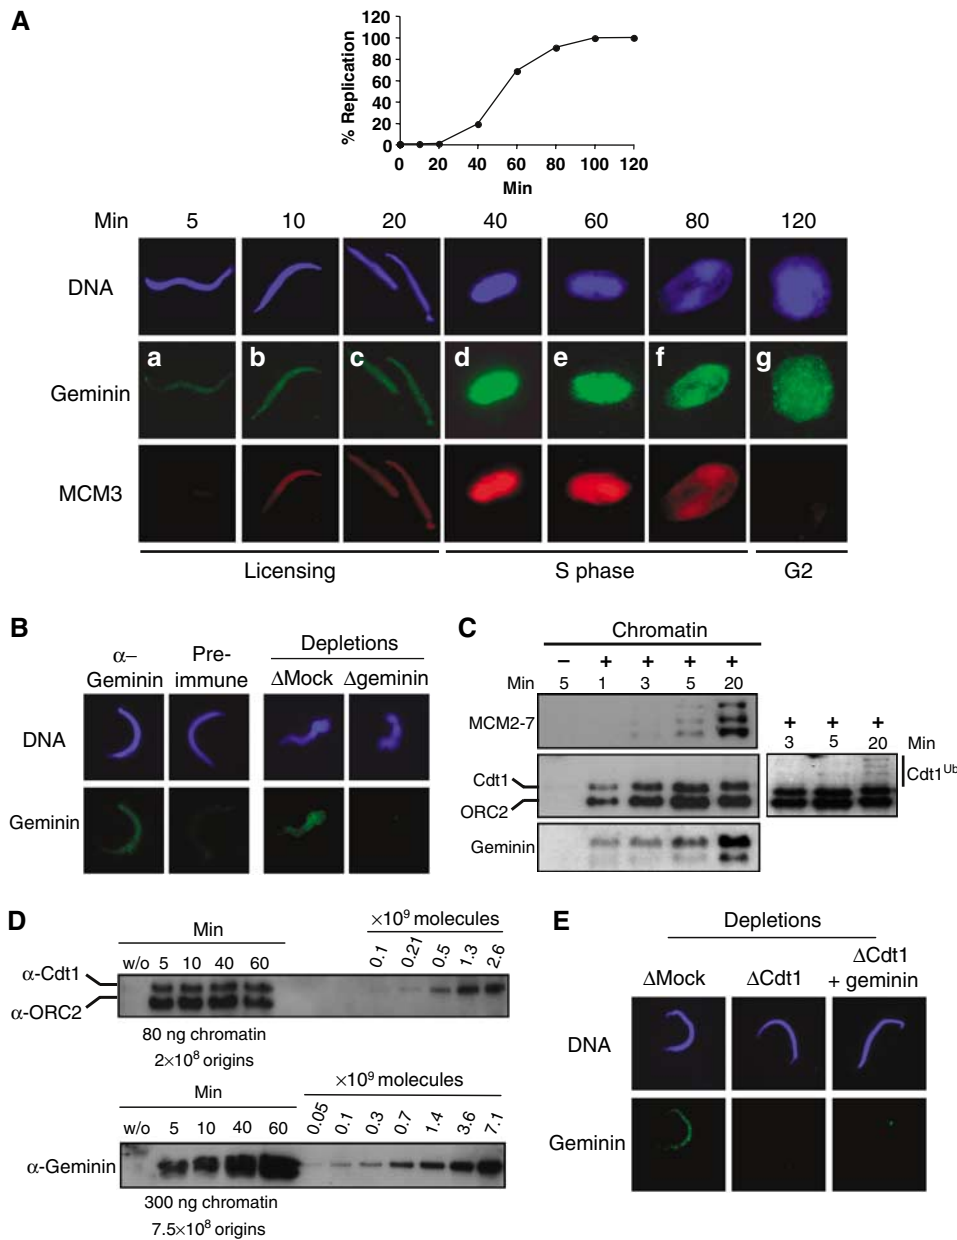 A
% Replication
120
100
80
60
40
20
0
0 20 40 60 80 100 120
Min
Min 5 10 20 40 60 80 120
DNA
a b c d e f g
Geminin
MCM3
Licensing S phase G2
B
α–
Geminin
Pre-
immune
Depletions
ΔMock Δgeminin
DNA
Geminin
C
Chromatin
– + + + +
Min 5 1 3 5 20
MCM2-7
Cdt1
ORC2
Geminin
+ + +
3 5 20 Min
Cdt1Ub
D
Min
w/o 5 10 40 60
×10⁹ molecules
0.1 0.21 0.5 1.3 2.6
α-Cdt1
α-ORC2
80 ng chromatin
2×10⁸ origins
Min
w/o 5 10 40 60
×10⁹ molecules
0.05 0.1 0.3 0.7 1.4 3.6 7.1
α-Geminin
300 ng chromatin
7.5×10⁸ origins
E
Depletions
ΔMock ΔCdt1 ΔCdt1
+ geminin
DNA
Geminin